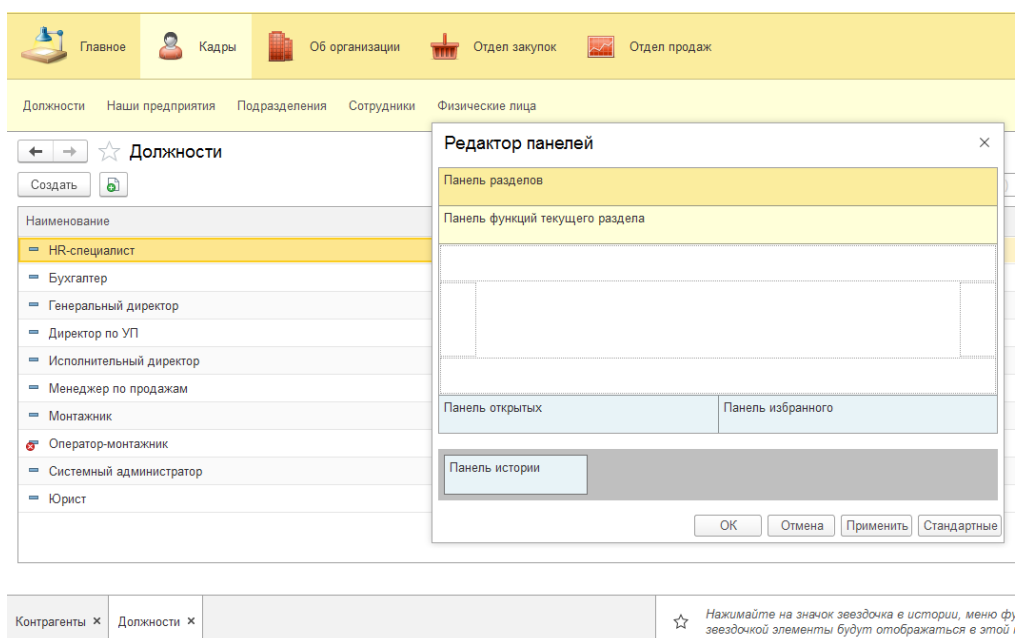 Главное Кадры Об организации Отдел закупок Отдел продаж
Должности Наши предприятия Подразделения Сотрудники Физические лица
Должности
Создать
Наименование
HR-специалист
Бухгалтер
Генеральный директор
Директор по УП
Исполнительный директор
Менеджер по продажам
Монтажник
Оператор-монтажник
Системный администратор
Юрист
Редактор панелей
Панель разделов
Панель функций текущего раздела
Панель открытых Панель избранного
Панель истории
ОК Отмена Применить Стандартные
Контрагенты × Должности ×
Нажимайте на значок звездочка в истории, меню фу
звездочкой элементы будут отображаться в этой